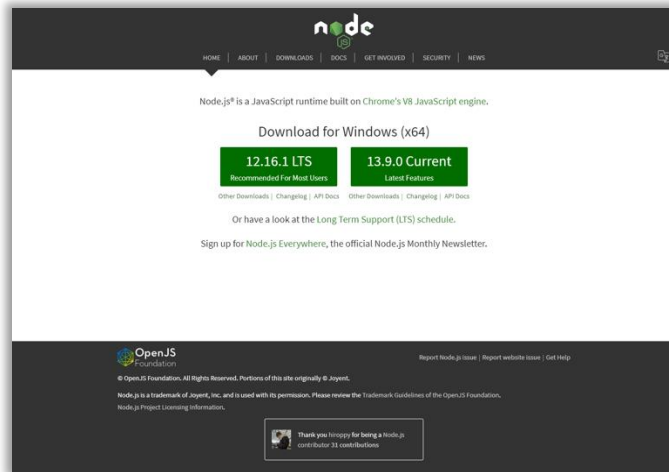 node
JS
HOME | ABOUT | DOWNLOADS | DOCS | GET INVOLVED | SECURITY | NEWS
Node.js® is a JavaScript runtime built on Chrome's V8 JavaScript engine.
Download for Windows (x64)
12.16.1 LTS
Recommended For Most Users
13.9.0 Current
Latest Features
Other Downloads | Changelog | API Docs
Other Downloads | Changelog | API Docs
Or have a look at the Long Term Support (LTS) schedule.
Sign up for Node.js Everywhere, the official Node.js Monthly Newsletter.
OpenJS
Foundation
Report Node.js issue | Report website issue | Get Help
© OpenJS Foundation. All Rights Reserved. Portions of this site originally © Joyent.
Node.js is a trademark of Joyent, Inc. and is used with its permission. Please review the Trademark Guidelines of the OpenJS Foundation.
Node.js Project Licensing Information.
Thank you hiroppy for being a Node.js
contributor 31 contributions